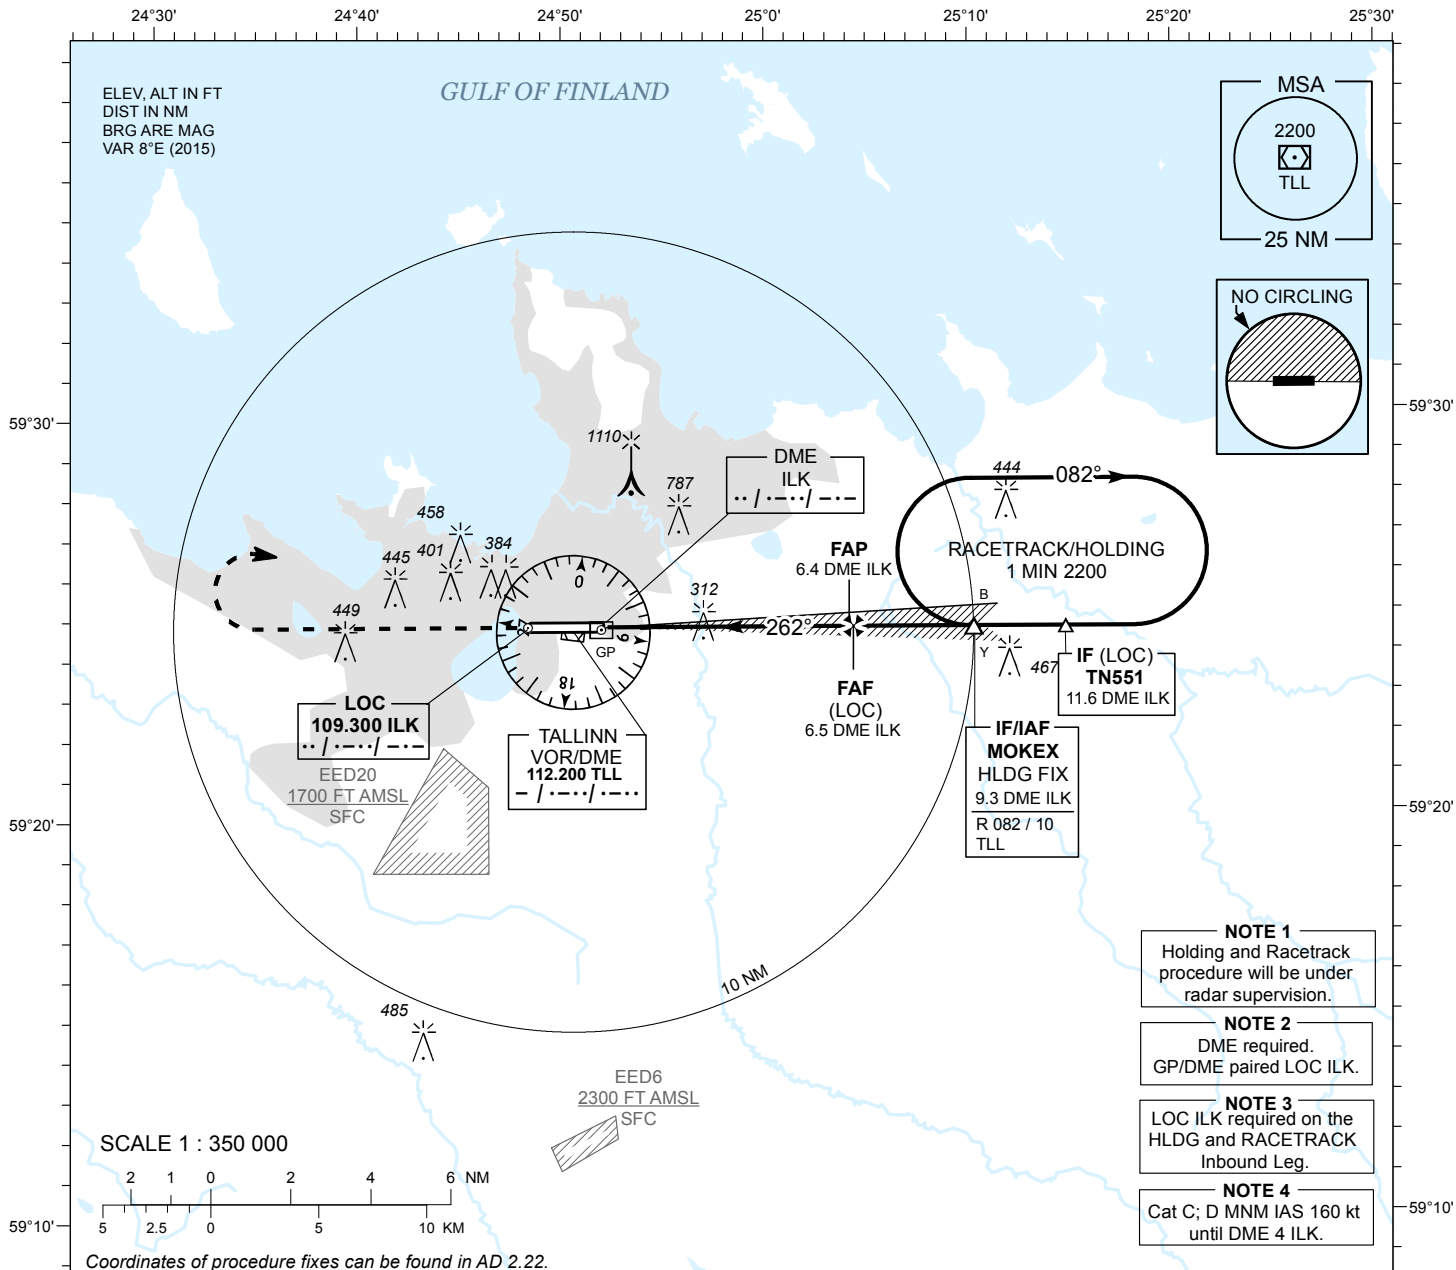 24°30' 24°40' 24°50' 25°0' 25°10' 25°20' 25°30'
ELEV, ALT IN FT
DIST IN NM
BRG ARE MAG
VAR 8°E (2015)
GULF OF FINLAND
MSA
2200
TLL
25 NM
NO CIRCLING
59°30' 59°30'
1110
787
DME
ILK
444
082°
RACETRACK/HOLDING
1 MIN 2200
458
445
401
384
449
312
FAP
6.4 DME ILK
262°
B
Y
467
0
9
18
GP
FAF
(LOC)
6.5 DME ILK
IF (LOC)
TN551
11.6 DME ILK
LOC
109.300 ILK
TALLINN
VOR/DME
112.200 TLL
IF/IAF
MOKEX
HLDG FIX
9.3 DME ILK
R 082 / 10
TLL
EED20
1700 FT AMSL
SFC
59°20' 59°20'
10 NM
485
EED6
2300 FT AMSL
SFC
NOTE 1
Holding and Racetrack
procedure will be under
radar supervision.
NOTE 2
DME required.
GP/DME paired LOC ILK.
NOTE 3
LOC ILK required on the
HLDG and RACETRACK
Inbound Leg.
NOTE 4
Cat C; D MNM IAS 160 kt
until DME 4 ILK.
SCALE 1 : 350 000
2 1 0 2 4 6 NM
5 2.5 0 5 10 KM
59°10' 59°10'
Coordinates of procedure fixes can be found in AD 2.22.